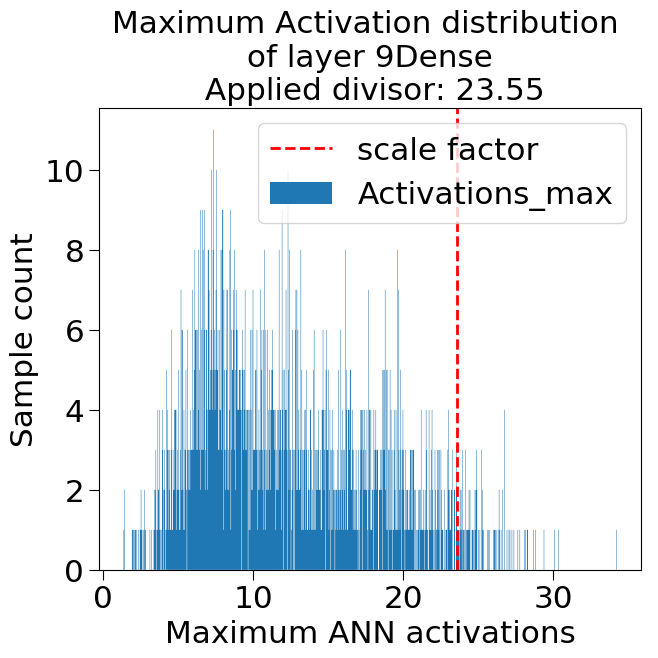 Maximum Activation distribution
of layer 9Dense
Applied divisor: 23.55
scale factor
Activations_max
Sample count
10
8
6
4
2
0
0 10 20 30
Maximum ANN activations